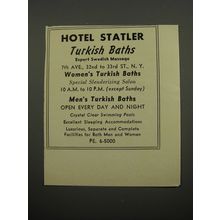 HOTEL STATLER
Turkish Baths
Expert Swedish Massage
7th AVE., 32nd to 33rd ST., N. Y.
Women's Turkish Baths
Special Slenderizing Salon
10 A.M. to 10 P.M. (except Sunday)
Men's Turkish Baths
OPEN EVERY DAY AND NIGHT
Crystal Clear Swimming Pools
Excellent Sleeping Accommodations
Luxurious, Separate and Complete
Facilities for Both Men and Women
PE. 6-5000